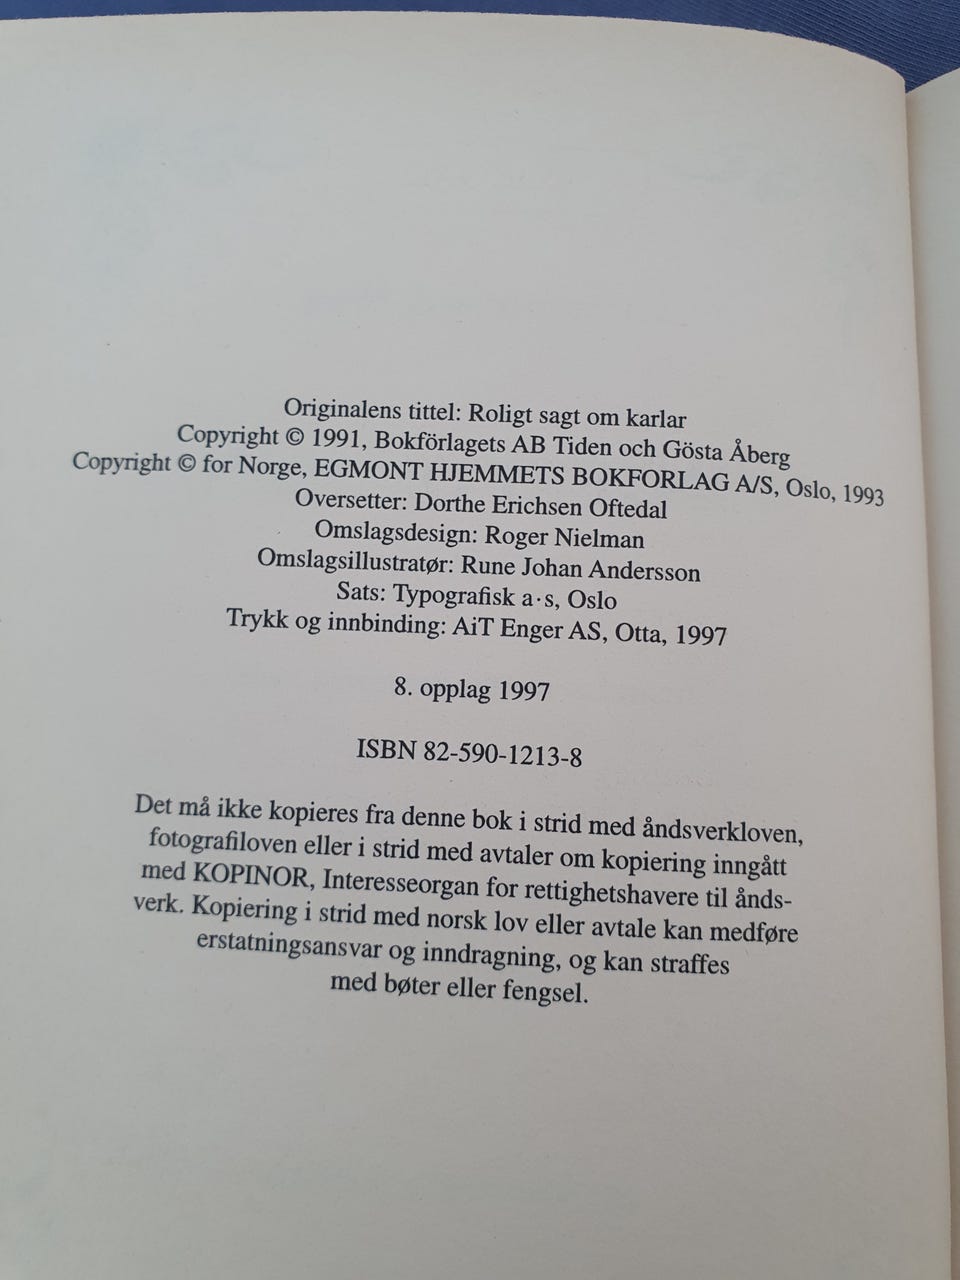 Originalens tittel: Roligt sagt om karlar
Copyright © 1991, Bokförlagets AB Tiden och Gösta Åberg
Copyright © for Norge, EGMONT HJEMMETS BOKFORLAG A/S, Oslo, 1993
Oversetter: Dorthe Erichsen Oftedal
Omslagsdesign: Roger Nielman
Omslagsillustratør: Rune Johan Andersson
Sats: Typografisk a·s, Oslo
Trykk og innbinding: AiT Enger AS, Otta, 1997
8. opplag 1997
ISBN 82-590-1213-8
Det må ikke kopieres fra denne bok i strid med åndsverkloven,
fotografiloven eller i strid med avtaler om kopiering inngått
med KOPINOR, Interesseorgan for rettighetshavere til ånds-
verk. Kopiering i strid med norsk lov eller avtale kan medføre
erstatningsansvar og inndragning, og kan straffes
med bøter eller fengsel.